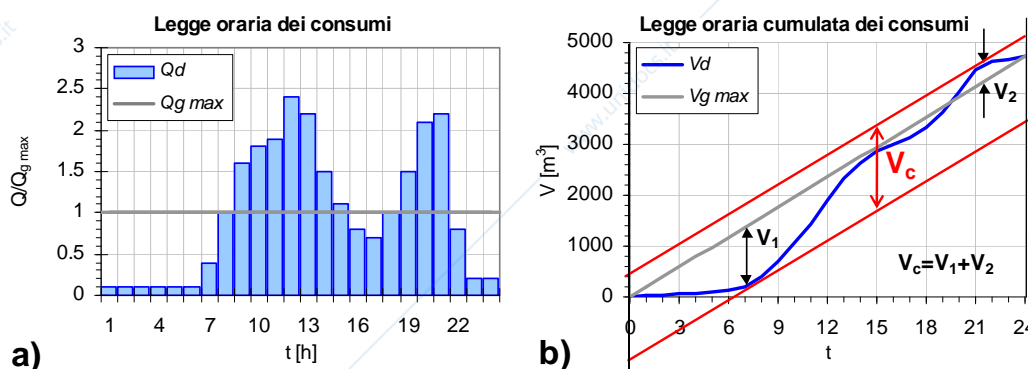 Legge oraria dei consumi
3
2.5
2
1.5
1
0.5
0
Q/Qg max
Qd
Qg max
1 4 7 10 13 16 19 22
t [h]
a)
Legge oraria cumulata dei consumi
5000
4000
3000
2000
1000
0
V [m³]
Vd
Vg max
V₂
Vc
V₁
Vc=V₁+V₂
0 3 6 9 12 15 18 21 24
t
b)